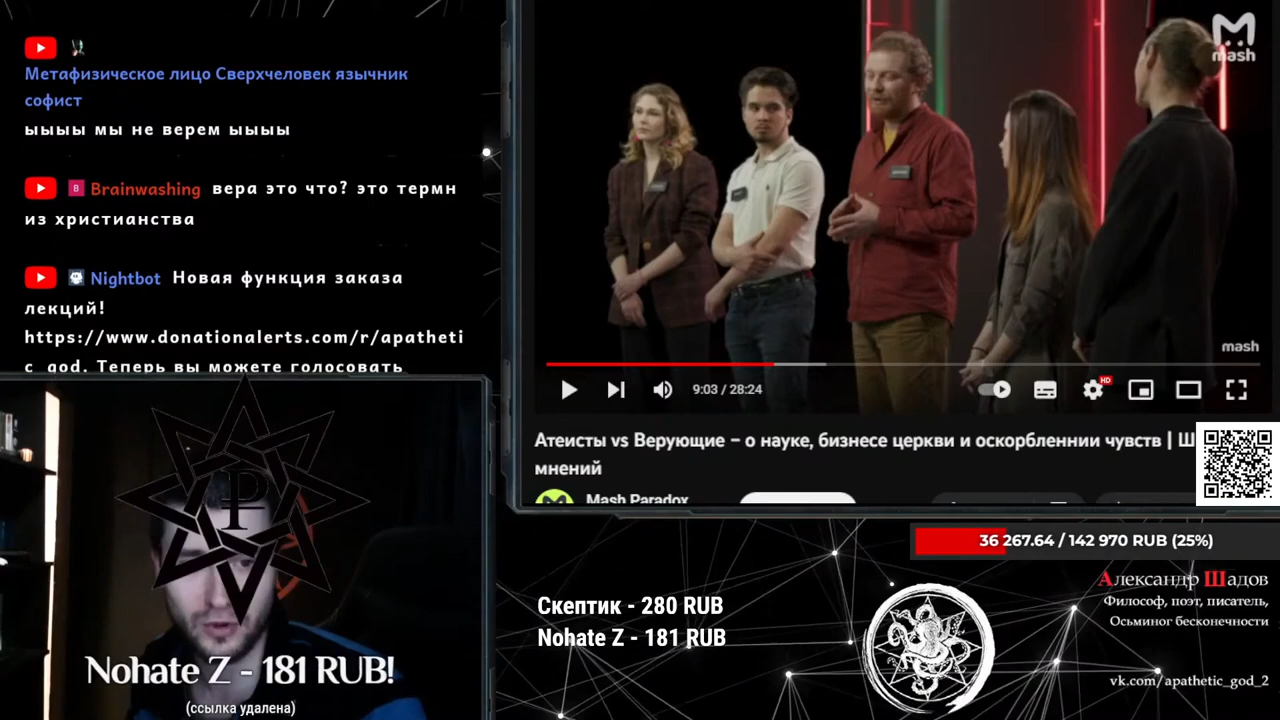 Метафизическое лицо Сверхчеловек язычник
софист
ыыыы мы не верем ыыыы
B Brainwashing вера это что? это термн
из христианства
Nightbot Новая функция заказа
лекций!
https://www.donationalerts.com/r/apatheti
c_god. Теперь вы можете голосовать
mash
mash
9:03 / 28:24
HD
Атеисты vs Верующие – о науке, бизнесе церкви и оскорбленнии чувств | Ш
мнений
Mash Paradox
36 267.64 / 142 970 RUB (25%)
Скептик - 280 RUB
Nohate Z - 181 RUB
Александр Шадов
Философ, поэт, писатель,
Осьминог бесконечности
vk.com/apathetic_god_2
Nohate Z - 181 RUB!
(ссылка удалена)